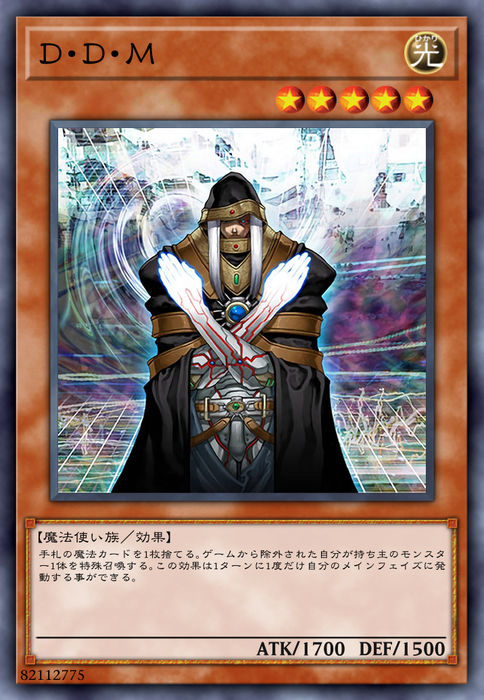 D・D・M
ひかり
光
【魔法使い族／効果】
手札の魔法カードを1枚捨てる。ゲームから除外された自分が持ち主のモンスタ
ー1体を特殊召喚する。この効果は1ターンに1度だけ自分のメインフェイズに発
動する事ができる。
ATK/1700 DEF/1500
82112775